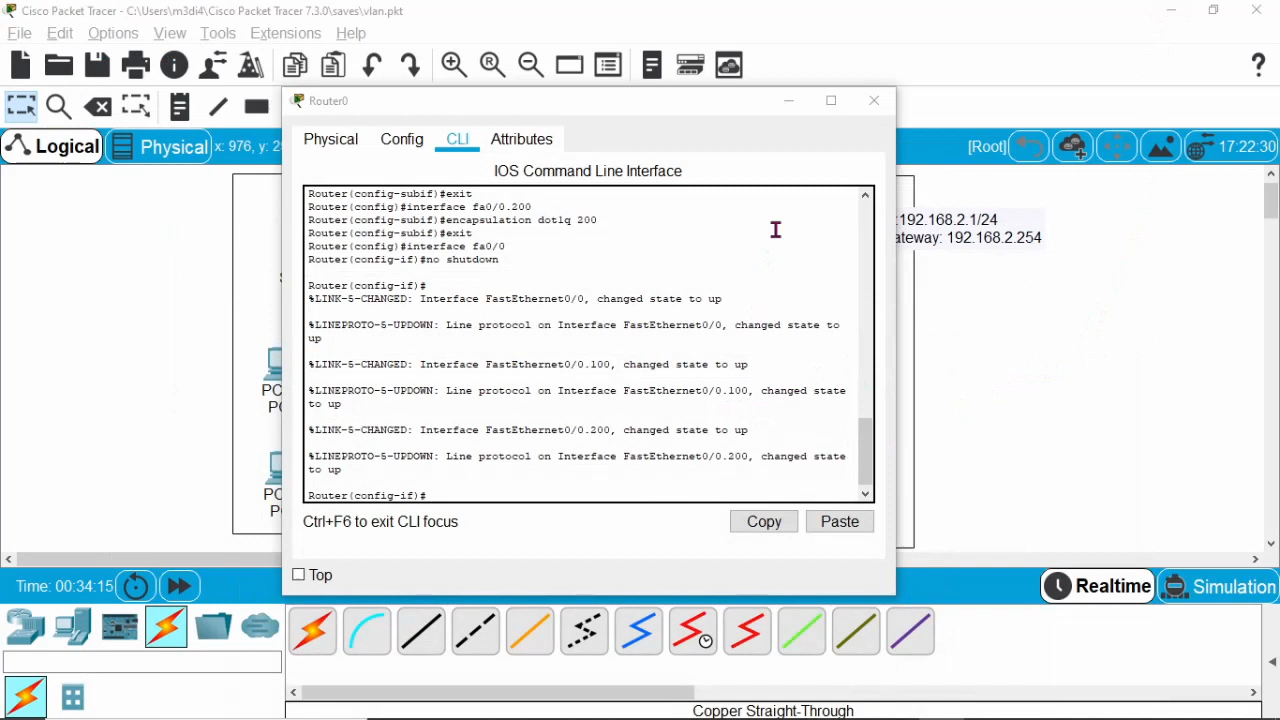 Cisco Packet Tracer - C:\Users\m3di4\Cisco Packet Tracer 7.3.0\saves\vlan.pkt
File Edit Options View Tools Extensions Help
Router0
Physical Config CLI Attributes
Logical Physical x: 976, y: 2 [Root] 17:22:30
IOS Command Line Interface
Router(config-subif)#exit
Router(config)#interface fa0/0.200
Router(config-subif)#encapsulation dot1q 200
Router(config-subif)#exit
Router(config)#interface fa0/0
Router(config-if)#no shutdown
Router(config-if)#
%LINK-5-CHANGED: Interface FastEthernet0/0, changed state to up
%LINEPROTO-5-UPDOWN: Line protocol on Interface FastEthernet0/0, changed state to
up
%LINK-5-CHANGED: Interface FastEthernet0/0.100, changed state to up
%LINEPROTO-5-UPDOWN: Line protocol on Interface FastEthernet0/0.100, changed state
to up
%LINK-5-CHANGED: Interface FastEthernet0/0.200, changed state to up
%LINEPROTO-5-UPDOWN: Line protocol on Interface FastEthernet0/0.200, changed state
to up
Router(config-if)#
:192.168.2.1/24
ateway: 192.168.2.254
PC
PC
PC
P
Ctrl+F6 to exit CLI focus Copy Paste
Top
Time: 00:34:15 Realtime Simulation
Copper Straight-Through